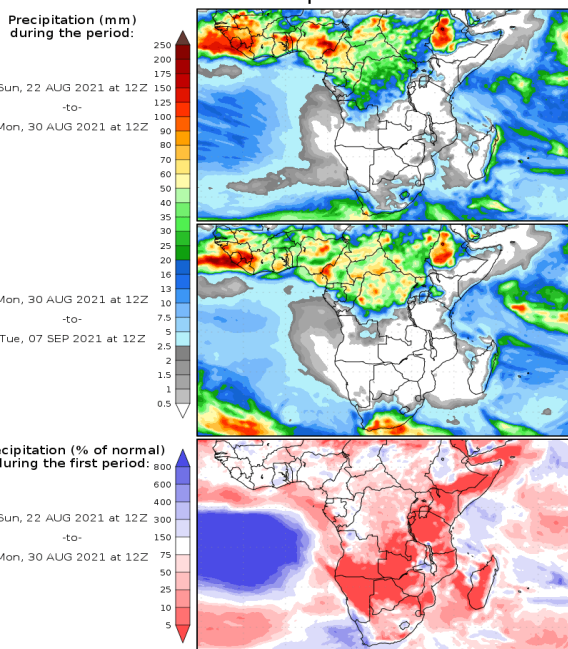 Precipitation (mm)
during the period:
250
200
175
150
125
100
90
80
70
60
50
40
35
30
25
20
16
13
10
7.5
5
2.5
2
1.5
1
0.5
Sun, 22 AUG 2021 at 12Z
-to-
Mon, 30 AUG 2021 at 12Z
Mon, 30 AUG 2021 at 12Z
-to-
Tue, 07 SEP 2021 at 12Z
ecipitation (% of normal)
during the first period:
800
600
400
300
150
75
50
25
10
5
Sun, 22 AUG 2021 at 12Z
-to-
Mon, 30 AUG 2021 at 12Z